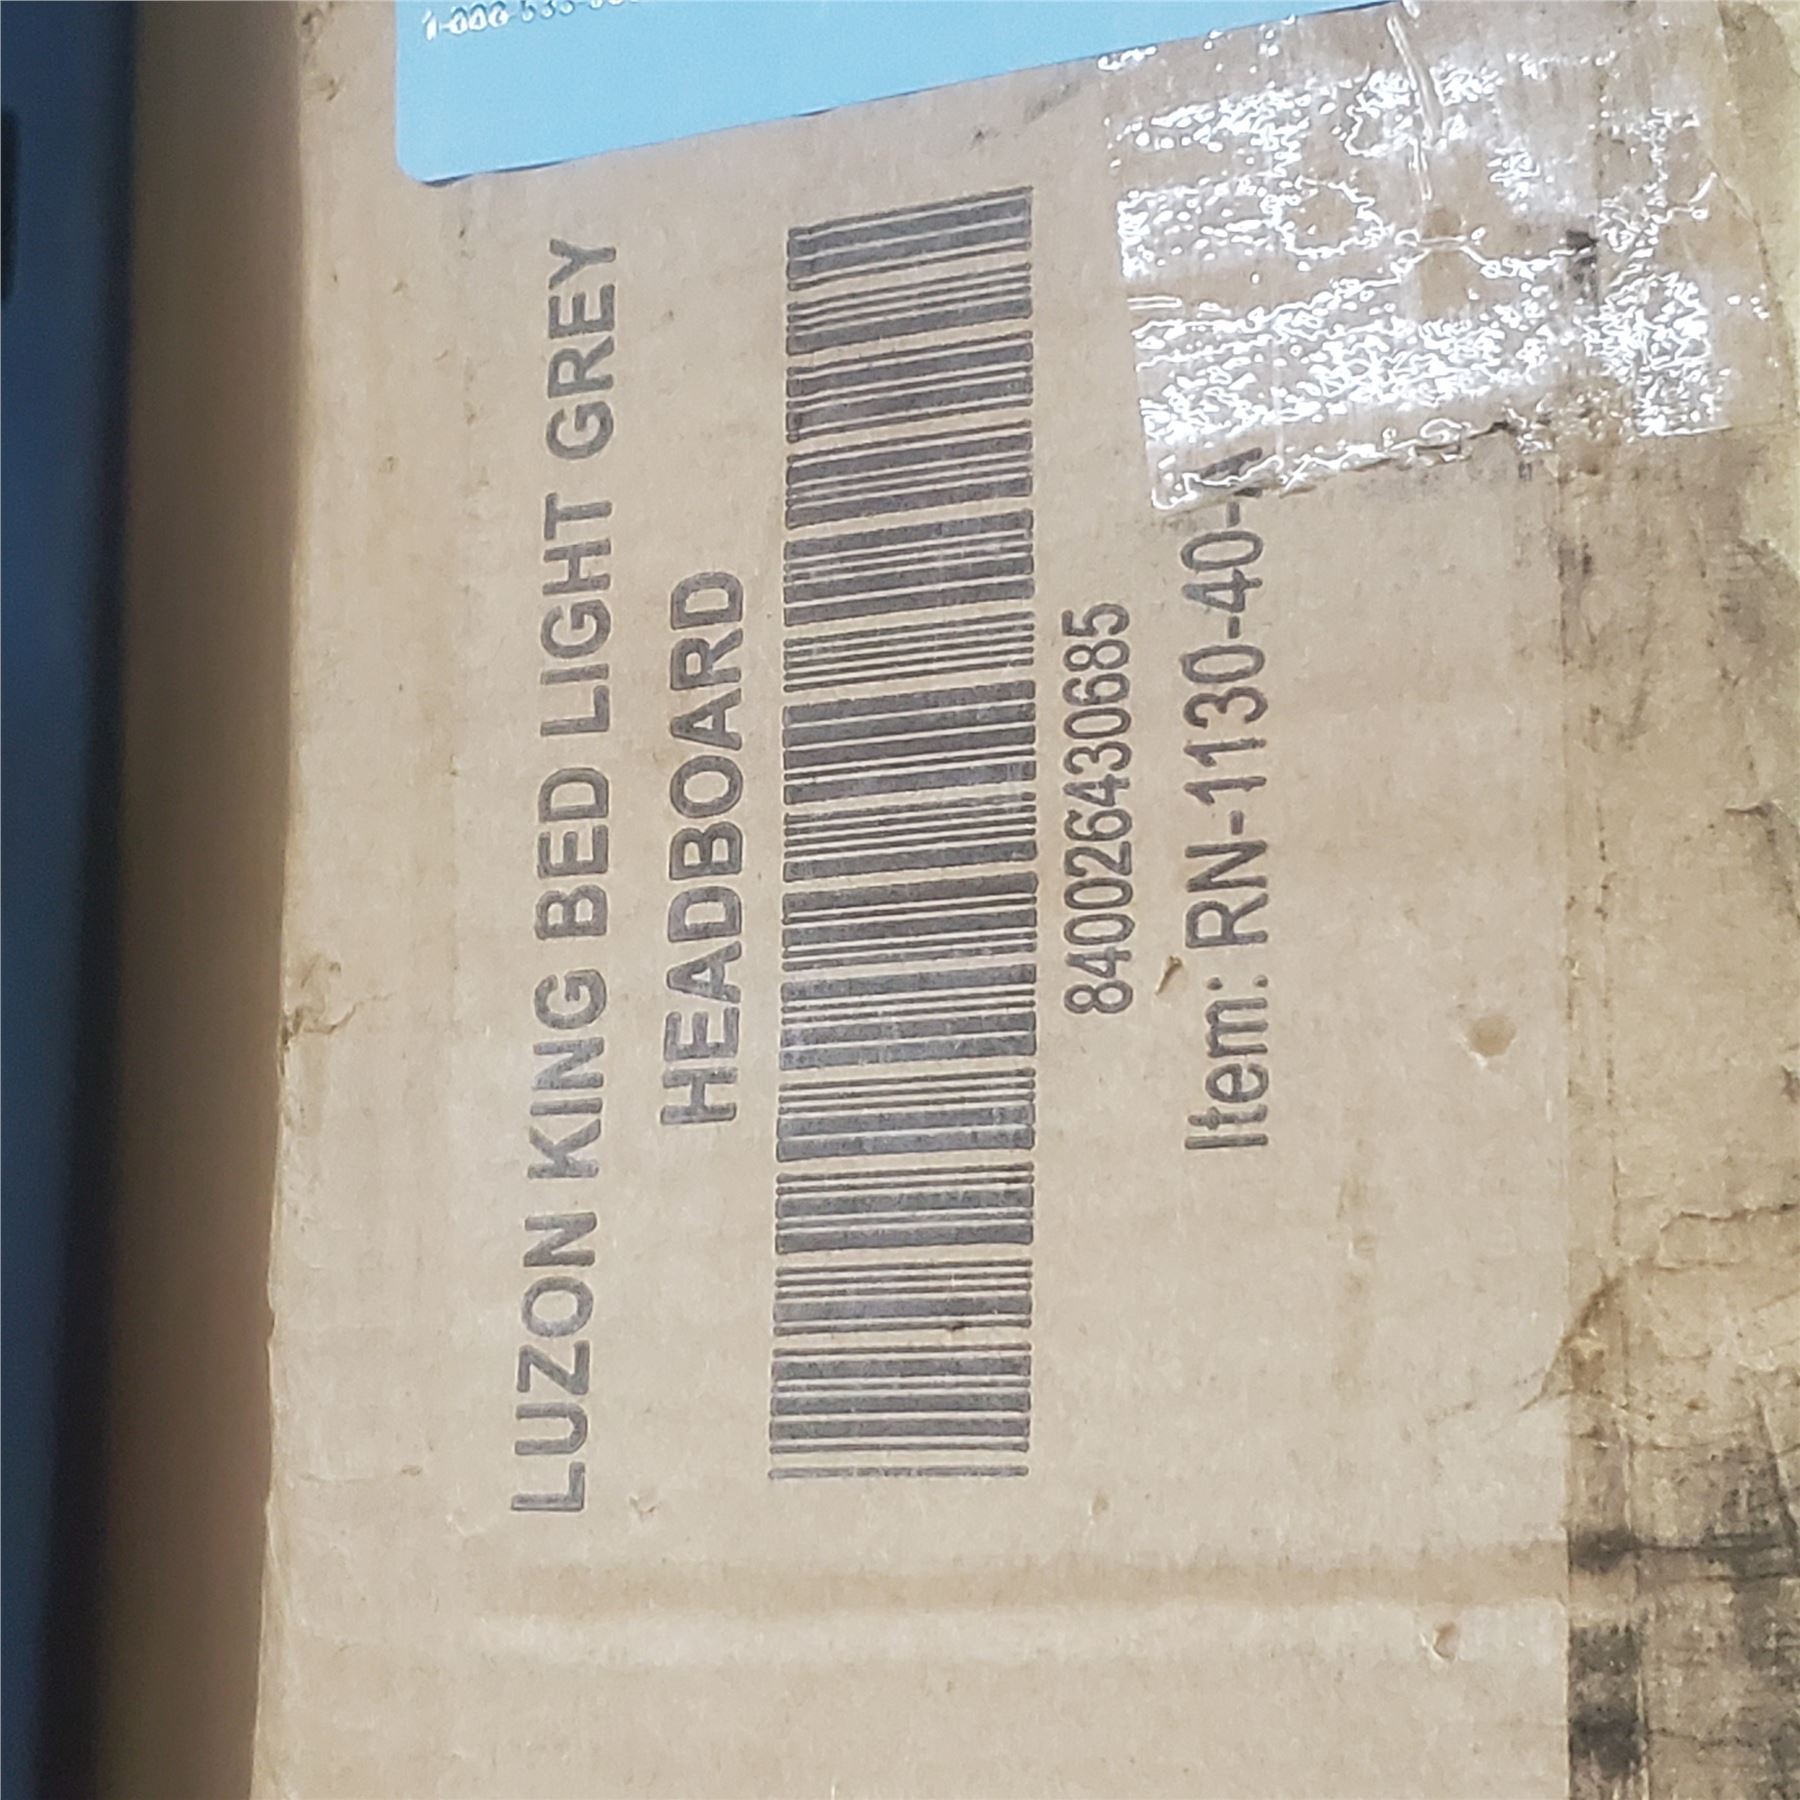 LUZON KING BED LIGHT GREY
HEADBOARD
840026430685
Item: RN-1130-40-A